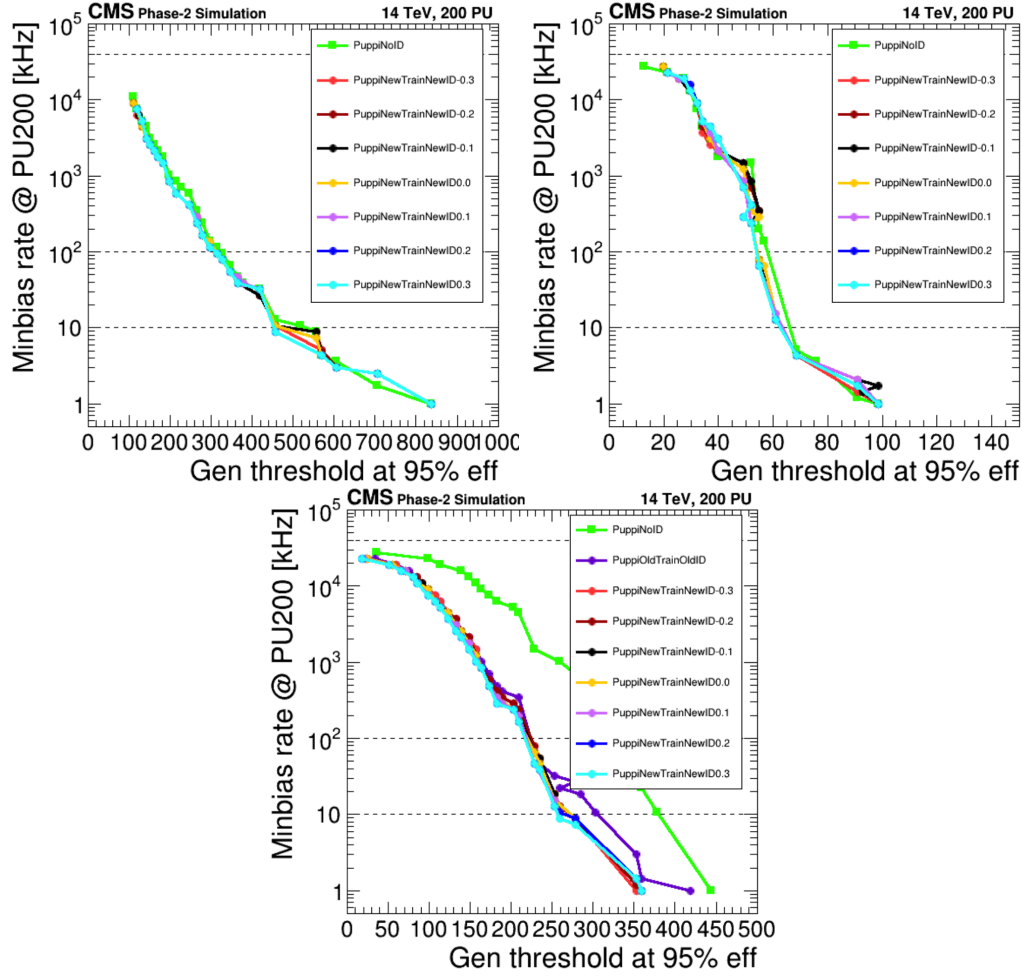 CMS Phase-2 Simulation 14 TeV, 200 PU
Minbias rate @ PU200 [kHz]
10^5
10^4
10^3
10^2
10
1
PuppiNoID
PuppiNewTrainNewID-0.3
PuppiNewTrainNewID-0.2
PuppiNewTrainNewID-0.1
PuppiNewTrainNewID0.0
PuppiNewTrainNewID0.1
PuppiNewTrainNewID0.2
PuppiNewTrainNewID0.3
0 100 200 300 400 500 600 700 800 900 1000
Gen threshold at 95% eff
CMS Phase-2 Simulation 14 TeV, 200 PU
Minbias rate @ PU200 [kHz]
10^5
10^4
10^3
10^2
10
1
PuppiNoID
PuppiNewTrainNewID-0.3
PuppiNewTrainNewID-0.2
PuppiNewTrainNewID-0.1
PuppiNewTrainNewID0.0
PuppiNewTrainNewID0.1
PuppiNewTrainNewID0.2
PuppiNewTrainNewID0.3
0 20 40 60 80 100 120 140
Gen threshold at 95% eff
CMS Phase-2 Simulation 14 TeV, 200 PU
Minbias rate @ PU200 [kHz]
10^5
10^4
10^3
10^2
10
1
PuppiNoID
PuppiOldTrainOldID
PuppiNewTrainNewID-0.3
PuppiNewTrainNewID-0.2
PuppiNewTrainNewID-0.1
PuppiNewTrainNewID0.0
PuppiNewTrainNewID0.1
PuppiNewTrainNewID0.2
PuppiNewTrainNewID0.3
0 50 100 150 200 250 300 350 400 450 500
Gen threshold at 95% eff